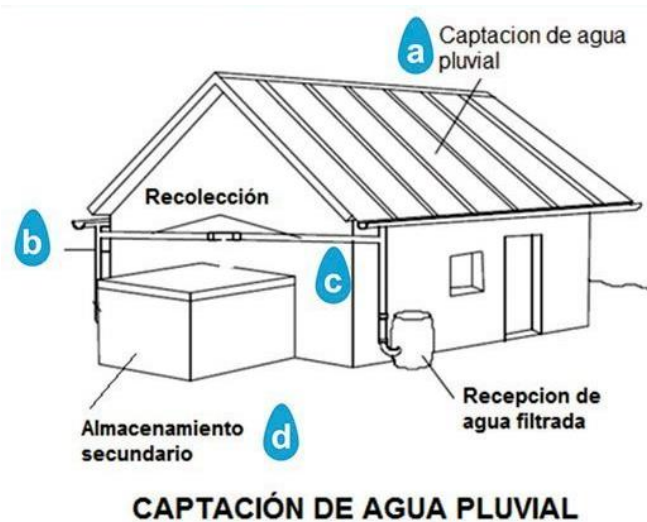 a Captacion de agua
pluvial
Recolección
b
c
Recepcion de
agua filtrada
Almacenamiento
secundario
d
CAPTACIÓN DE AGUA PLUVIAL